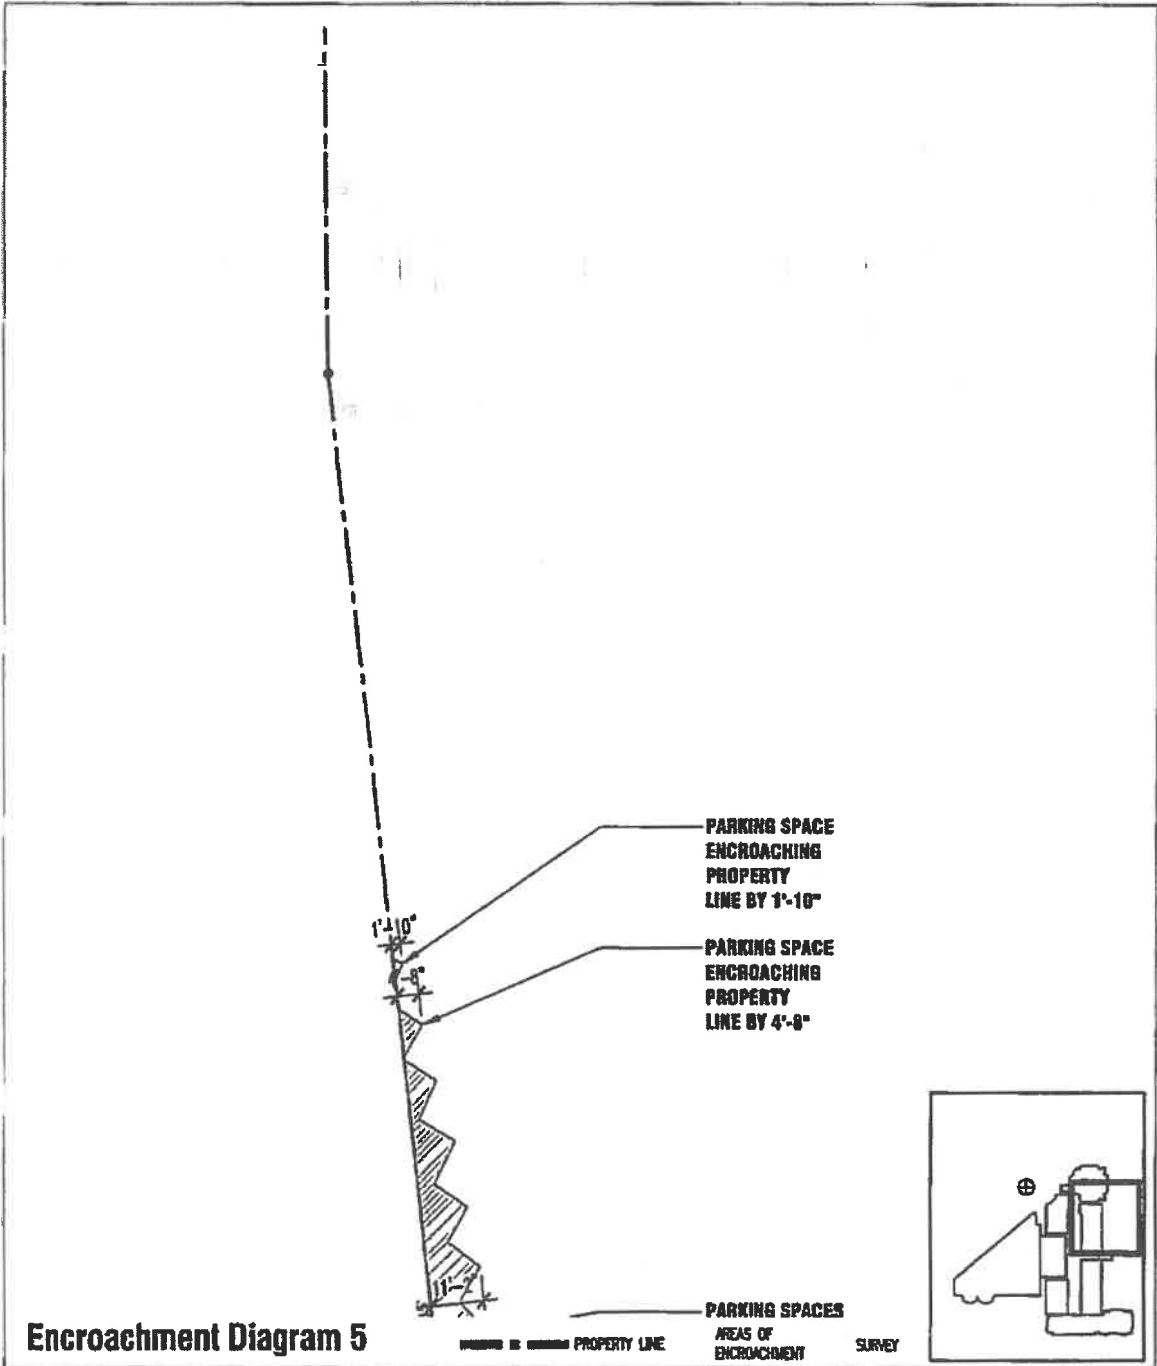 PARKING SPACE
ENCROACHING
PROPERTY
LINE BY 1'-10"
PARKING SPACE
ENCROACHING
PROPERTY
LINE BY 4'-8"
PARKING SPACES
Encroachment Diagram 5
PROPERTY LINE
AREAS OF
ENCROACHMENT
SURVEY